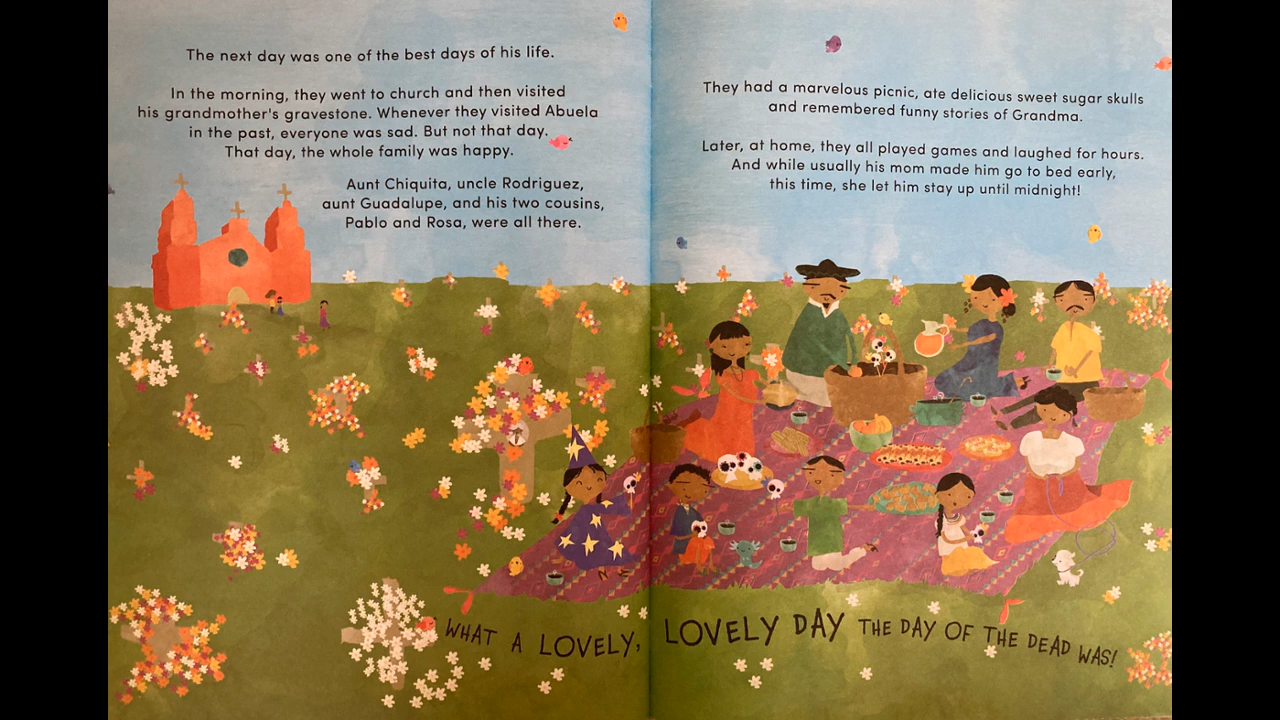 The next day was one of the best days of his life.
In the morning, they went to church and then visited
his grandmother's gravestone. Whenever they visited Abuela
in the past, everyone was sad. But not that day.
That day, the whole family was happy.
Aunt Chiquita, uncle Rodriguez,
aunt Guadalupe, and his two cousins,
Pablo and Rosa, were all there.
They had a marvelous picnic, ate delicious sweet sugar skulls
and remembered funny stories of Grandma.
Later, at home, they all played games and laughed for hours.
And while usually his mom made him go to bed early,
this time, she let him stay up until midnight!
WHAT A LOVELY, LOVELY DAY THE DAY OF THE DEAD WAS!